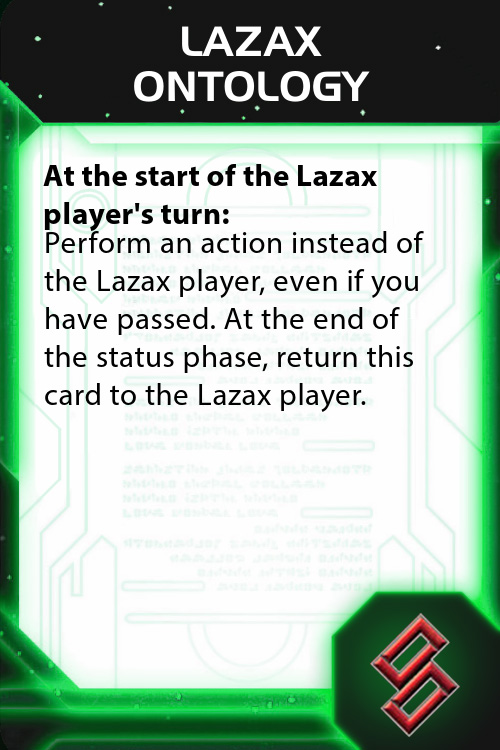 LAZAX
ONTOLOGY
At the start of the Lazax
player's turn:
Perform an action instead of
the Lazax player, even if you
have passed. At the end of
the status phase, return this
card to the Lazax player.